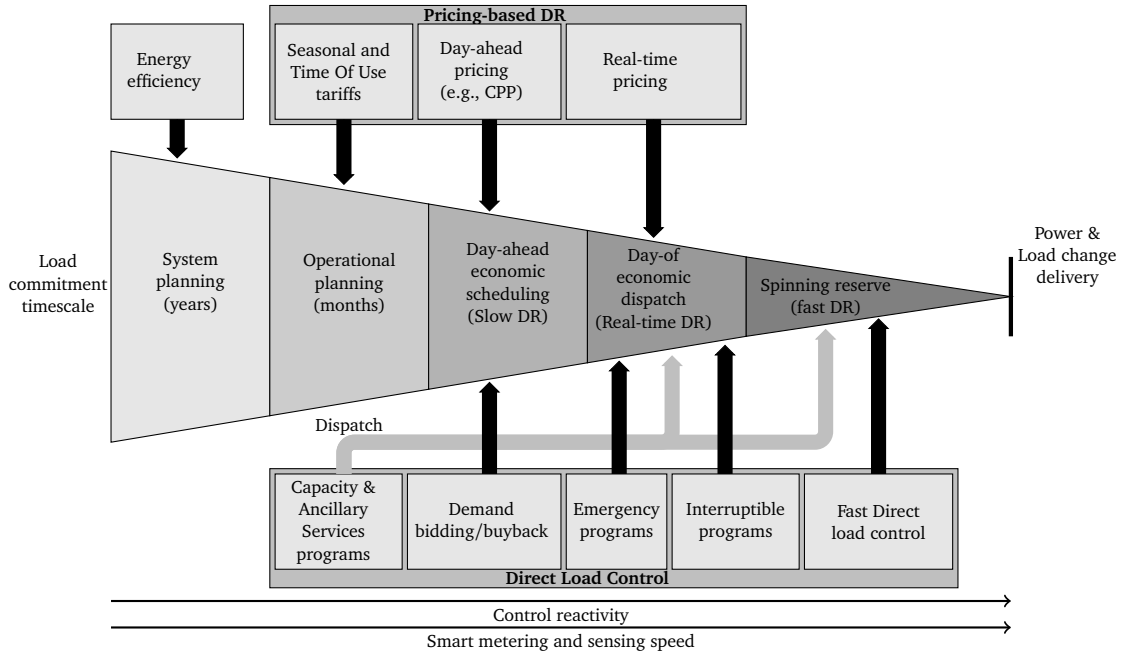 Pricing-based DR
Energy
efficiency
Seasonal and
Time Of Use
tariffs
Day-ahead
pricing
(e.g., CPP)
Real-time
pricing
Load
commitment
timescale
System
planning
(years)
Operational
planning
(months)
Day-ahead
economic
scheduling
(Slow DR)
Day-of
economic
dispatch
(Real-time DR)
Spinning reserve
(fast DR)
Power &
Load change
delivery
Dispatch
Capacity &
Ancillary
Services
programs
Demand
bidding/buyback
Emergency
programs
Interruptible
programs
Fast Direct
load control
Direct Load Control
Control reactivity
Smart metering and sensing speed